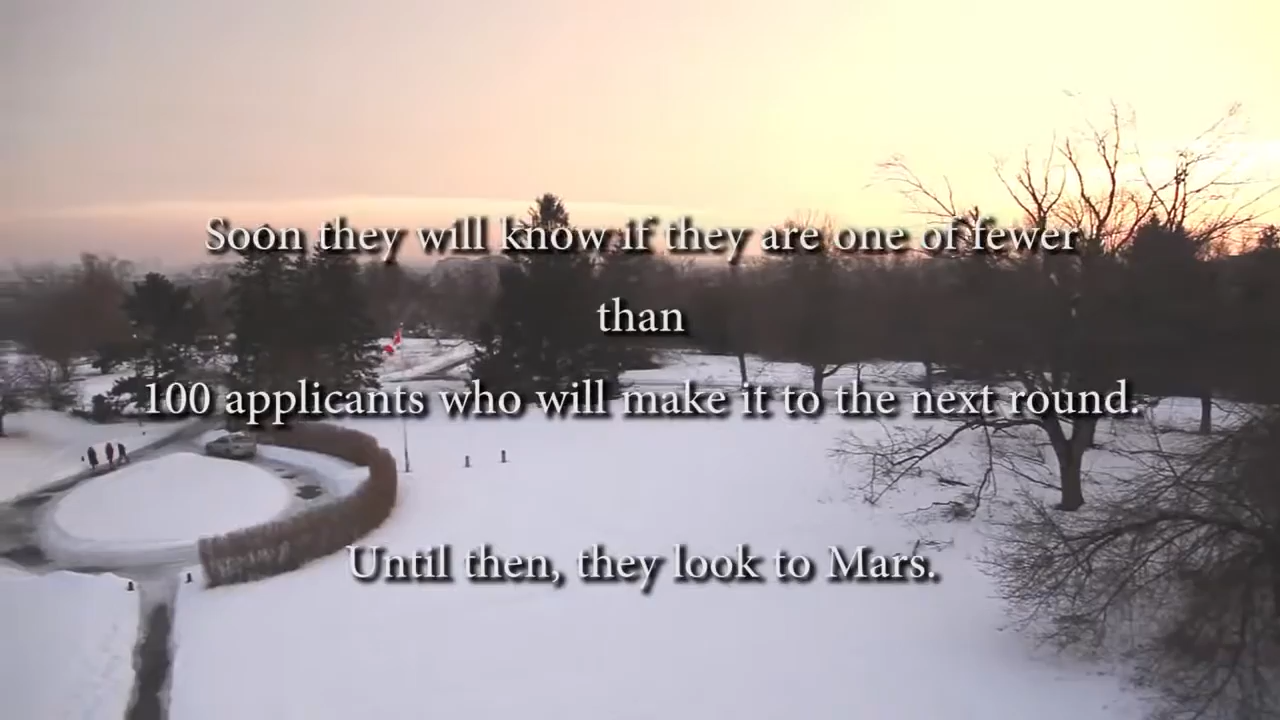 Soon they will know if they are one of fewer
than
100 applicants who will make it to the next round.
Until then, they look to Mars.